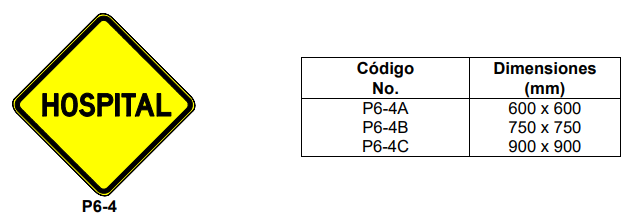 HOSPITAL
P6-4
Código No. Dimensiones (mm)
P6-4A 600 x 600
P6-4B 750 x 750
P6-4C 900 x 900